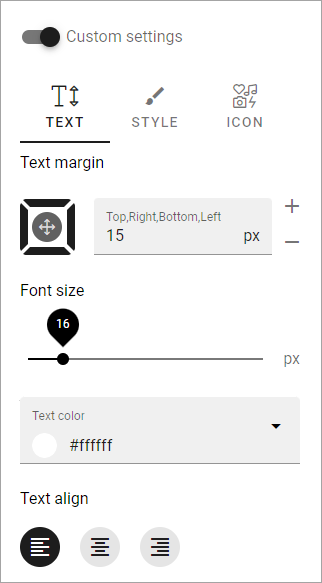 Custom settings
TEXT STYLE ICON
Text margin
Top,Right,Bottom,Left
15 px
Font size
16
px
Text color
#ffffff
Text align